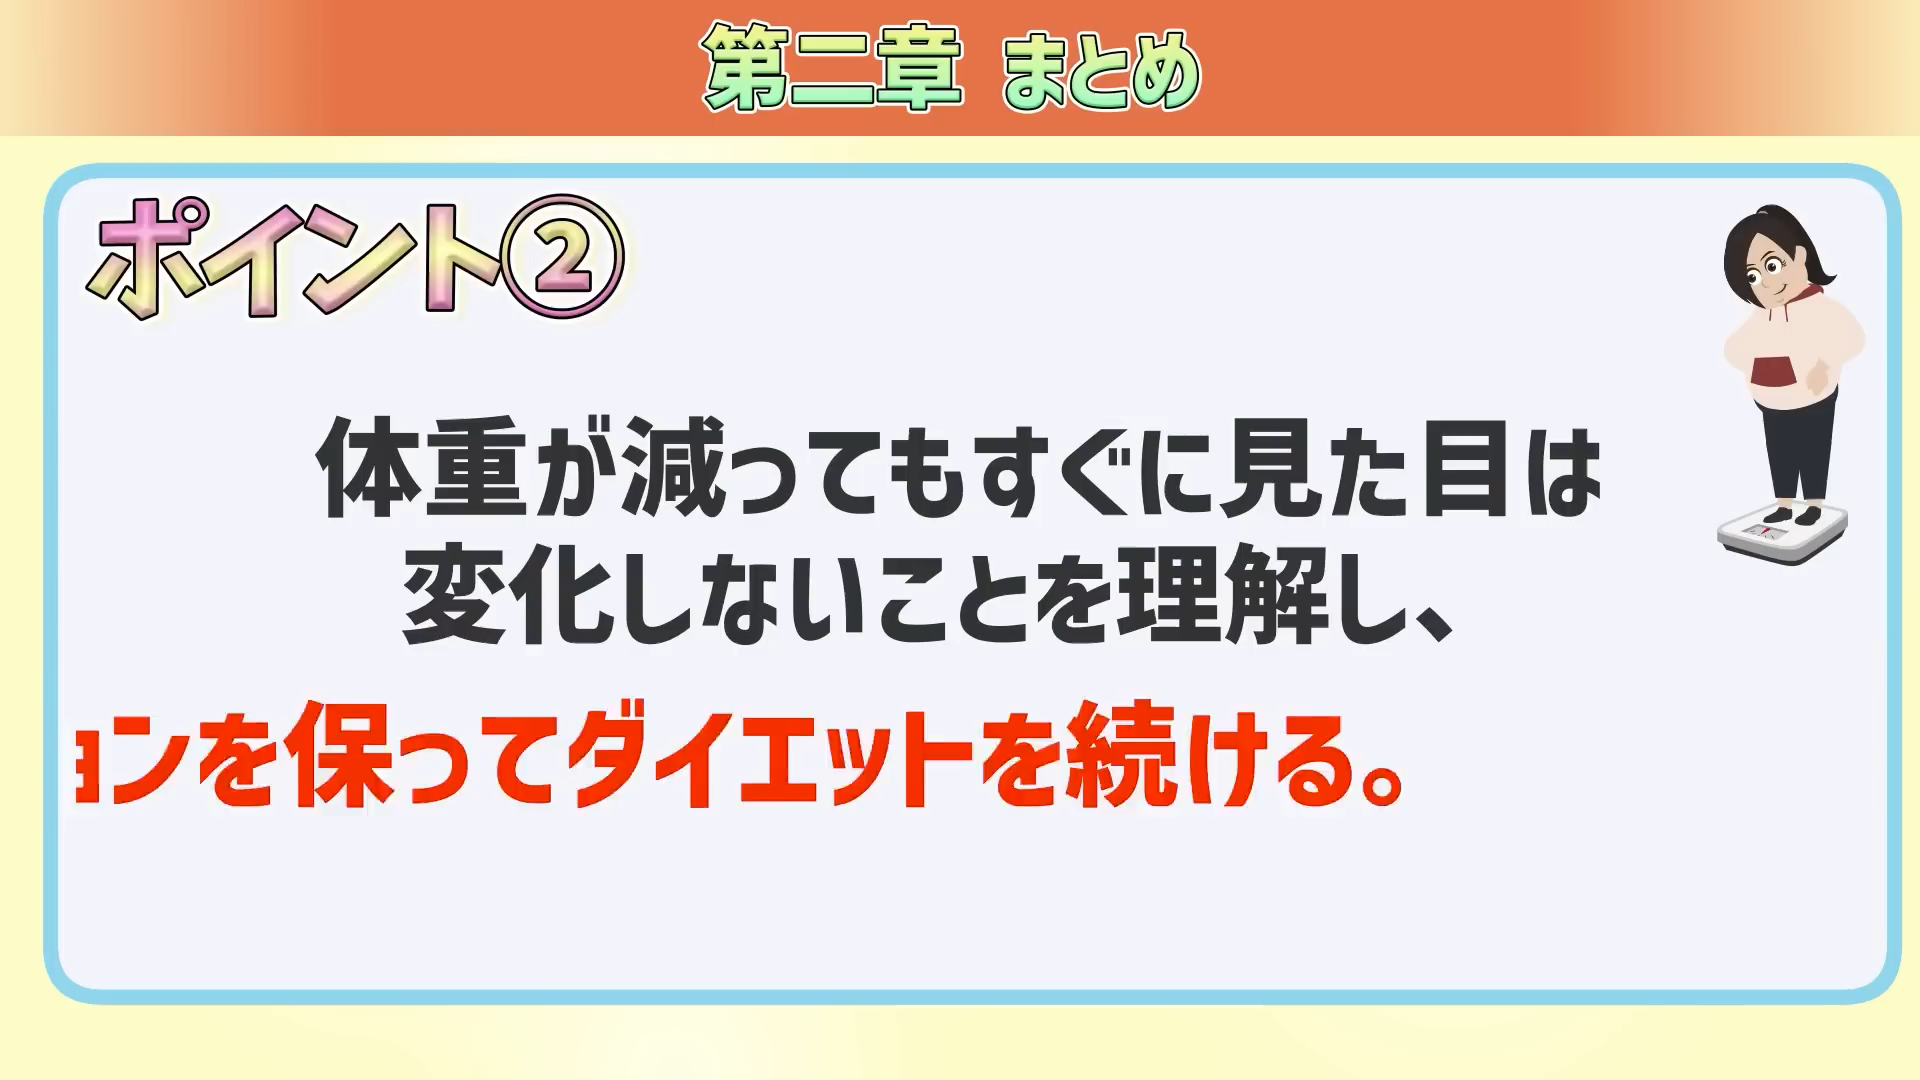 第二章 まとめ
ポイント②
体重が減ってもすぐに見た目は
変化しないことを理解し、
ョンを保ってダイエットを続ける。